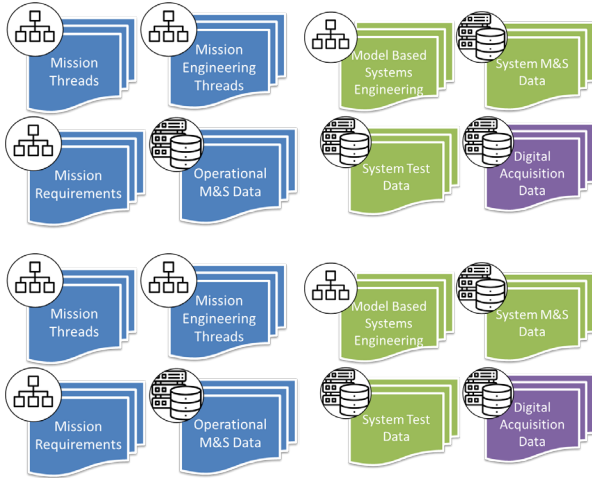 Mission
Threads
Mission
Engineering
Threads
Model Based
Systems
Engineering
System M&S
Data
Mission
Requirements
Operational
M&S Data
System Test
Data
Digital
Acquisition
Data
Mission
Threads
Mission
Engineering
Threads
Model Based
Systems
Engineering
System M&S
Data
Mission
Requirements
Operational
M&S Data
System Test
Data
Digital
Acquisition
Data